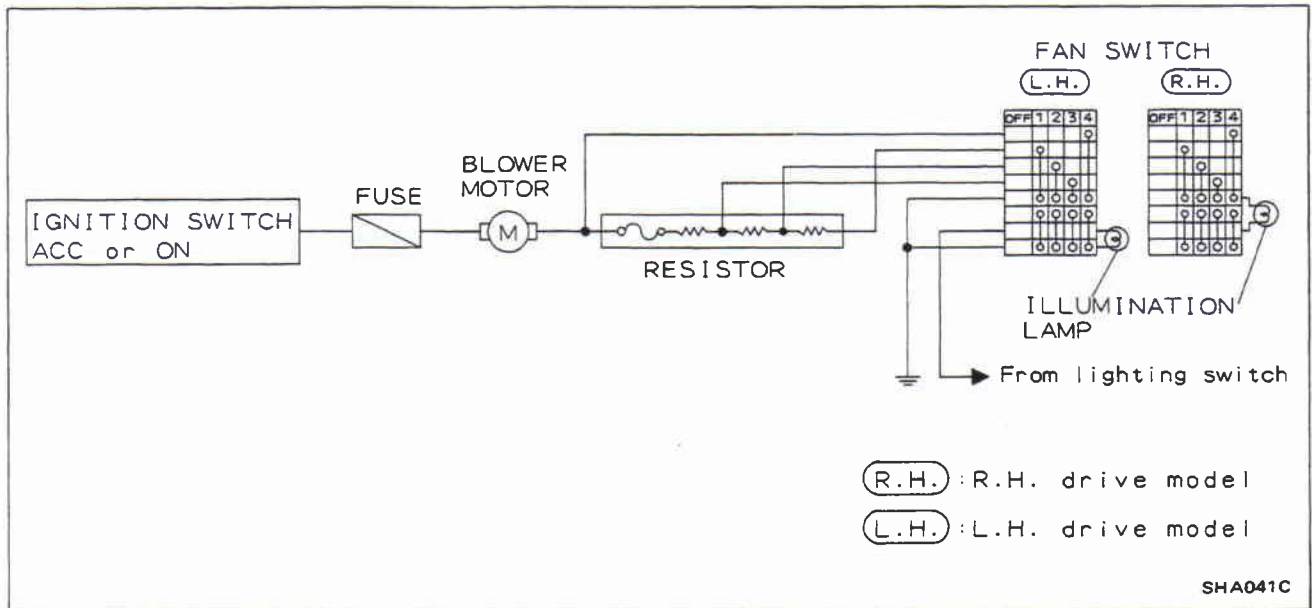 FAN SWITCH
L.H. R.H.
OFF 1 2 3 4 OFF 1 2 3 4
BLOWER
MOTOR
FUSE
IGNITION SWITCH
ACC or ON
M
RESISTOR
ILLUMINATION
LAMP
From lighting switch
R.H. : R.H. drive model
L.H. : L.H. drive model
SHA041C